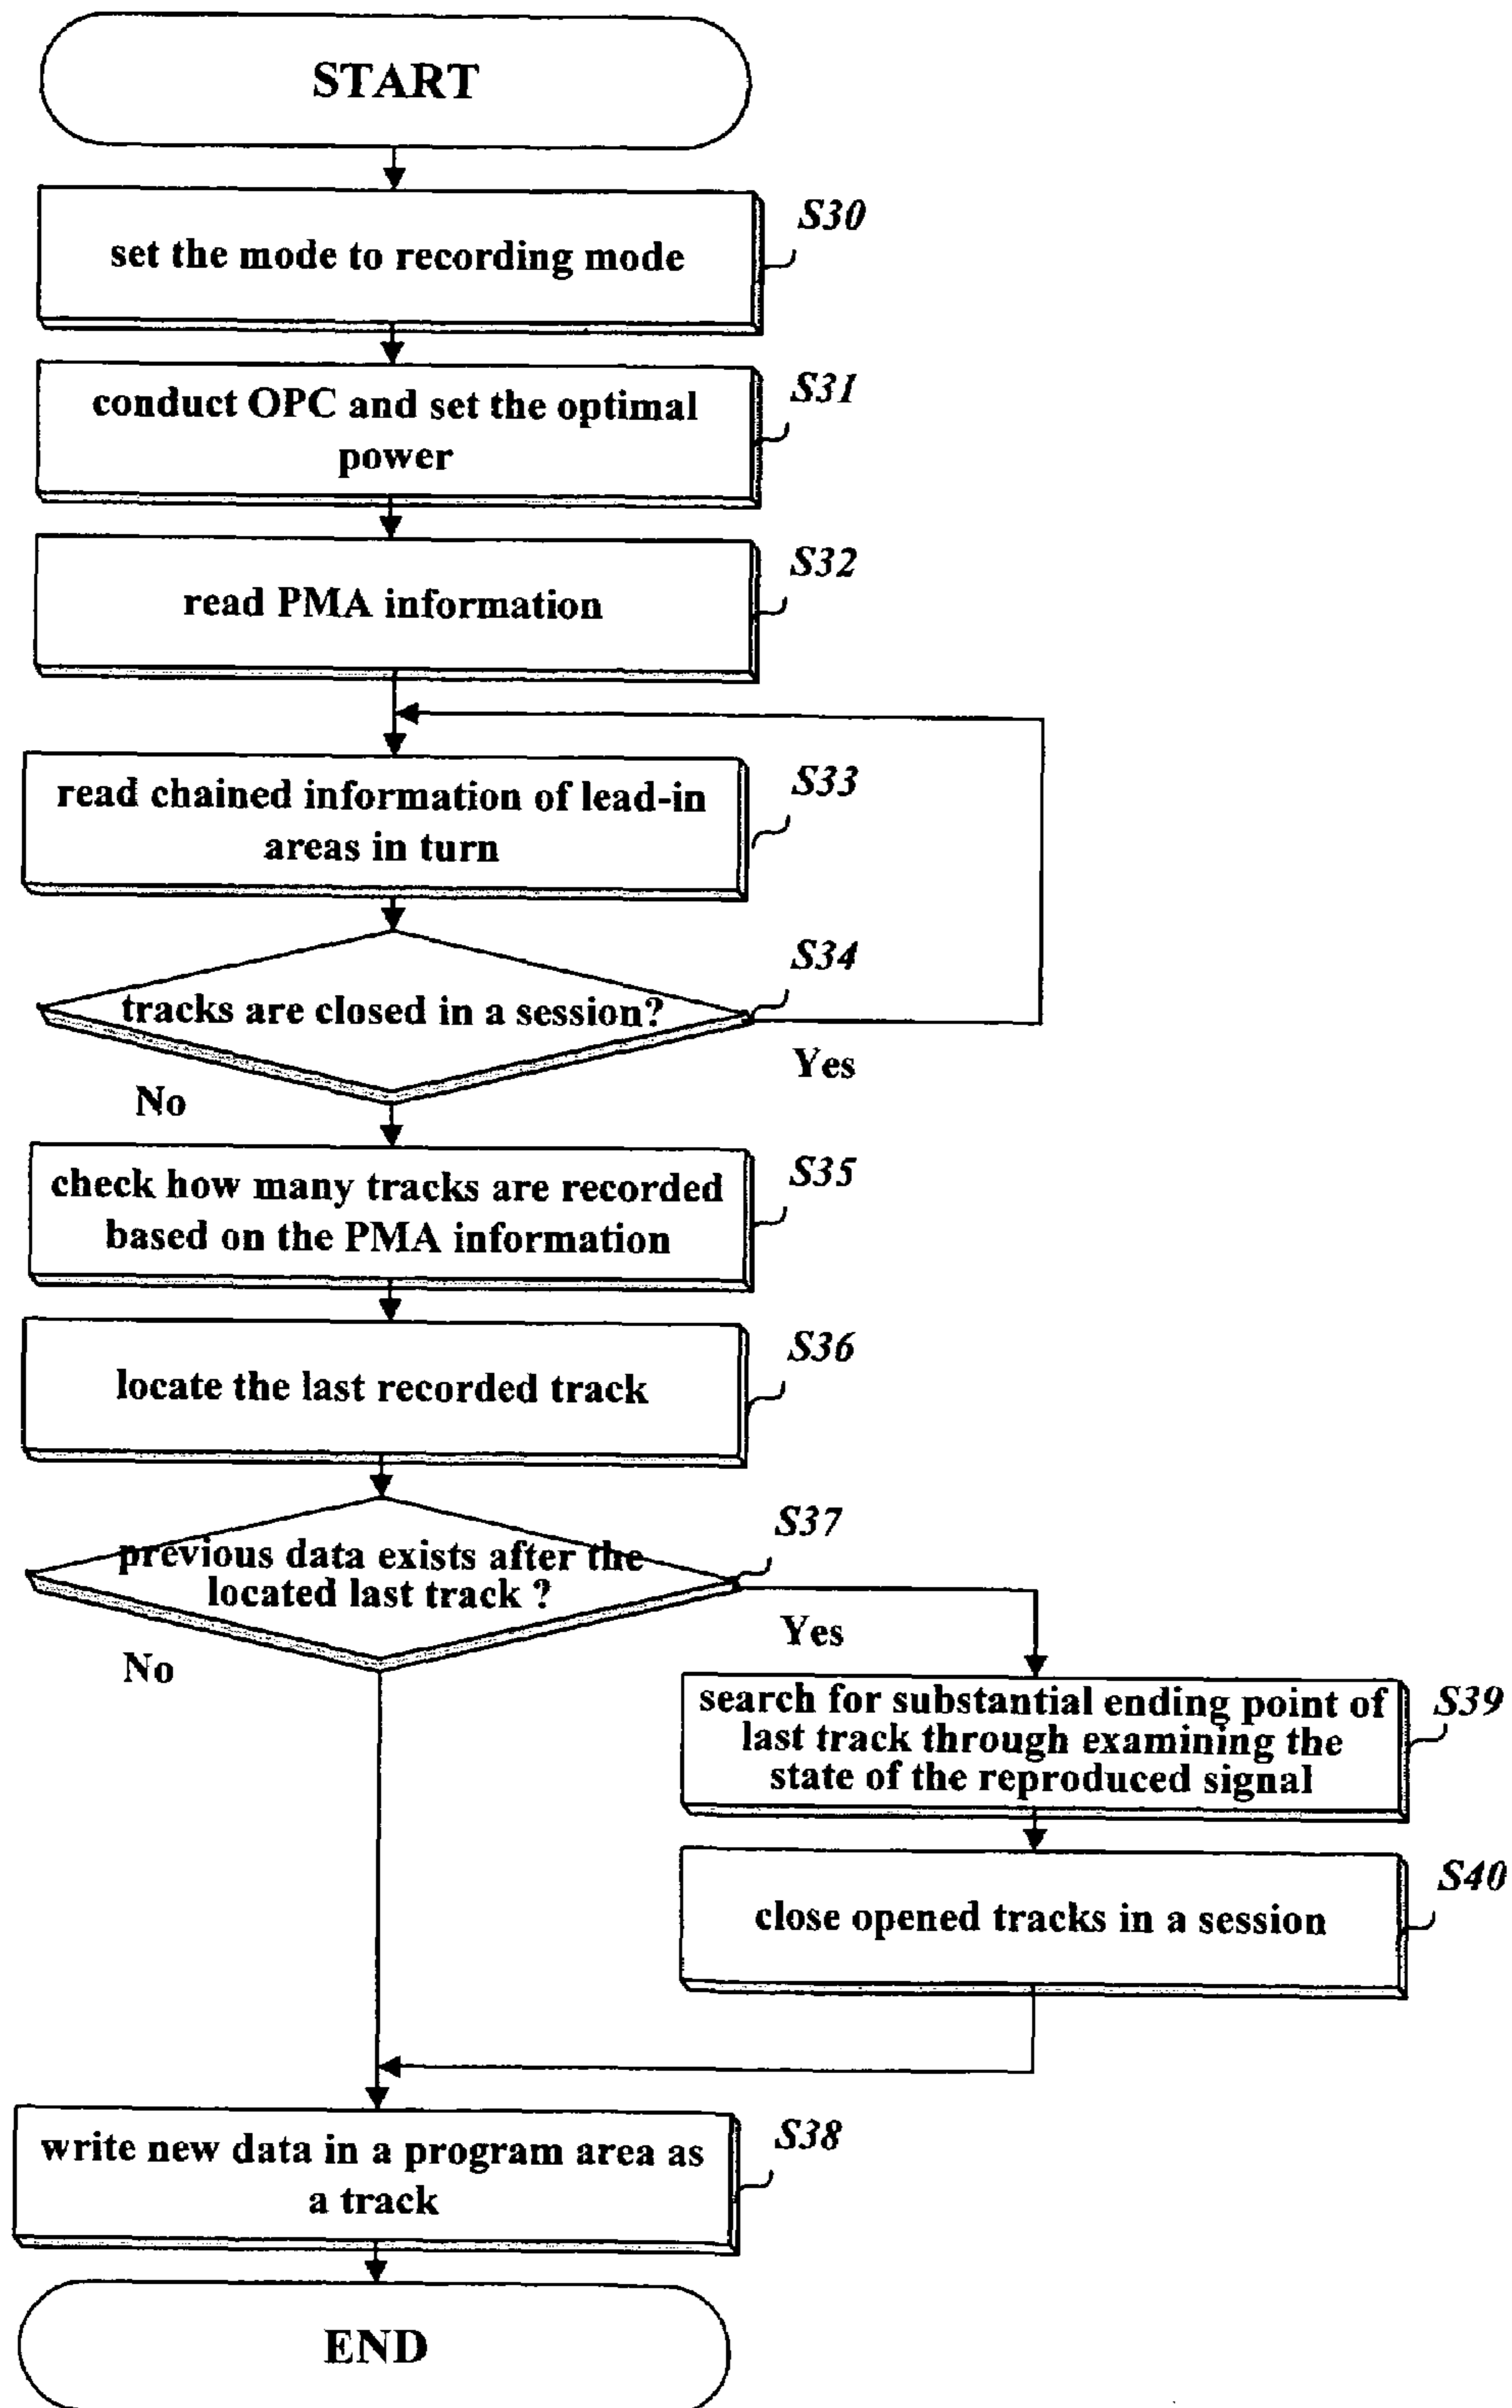 START
S30
set the mode to recording mode
S31
conduct OPC and set the optimal
power
S32
read PMA information
S33
read chained information of lead-in
areas in turn
S34
tracks are closed in a session?
Yes
No
S35
check how many tracks are recorded
based on the PMA information
S36
locate the last recorded track
S37
previous data exists after the
located last track ?
Yes
No
S39
search for substantial ending point of
last track through examining the
state of the reproduced signal
S40
close opened tracks in a session
S38
write new data in a program area as
a track
END